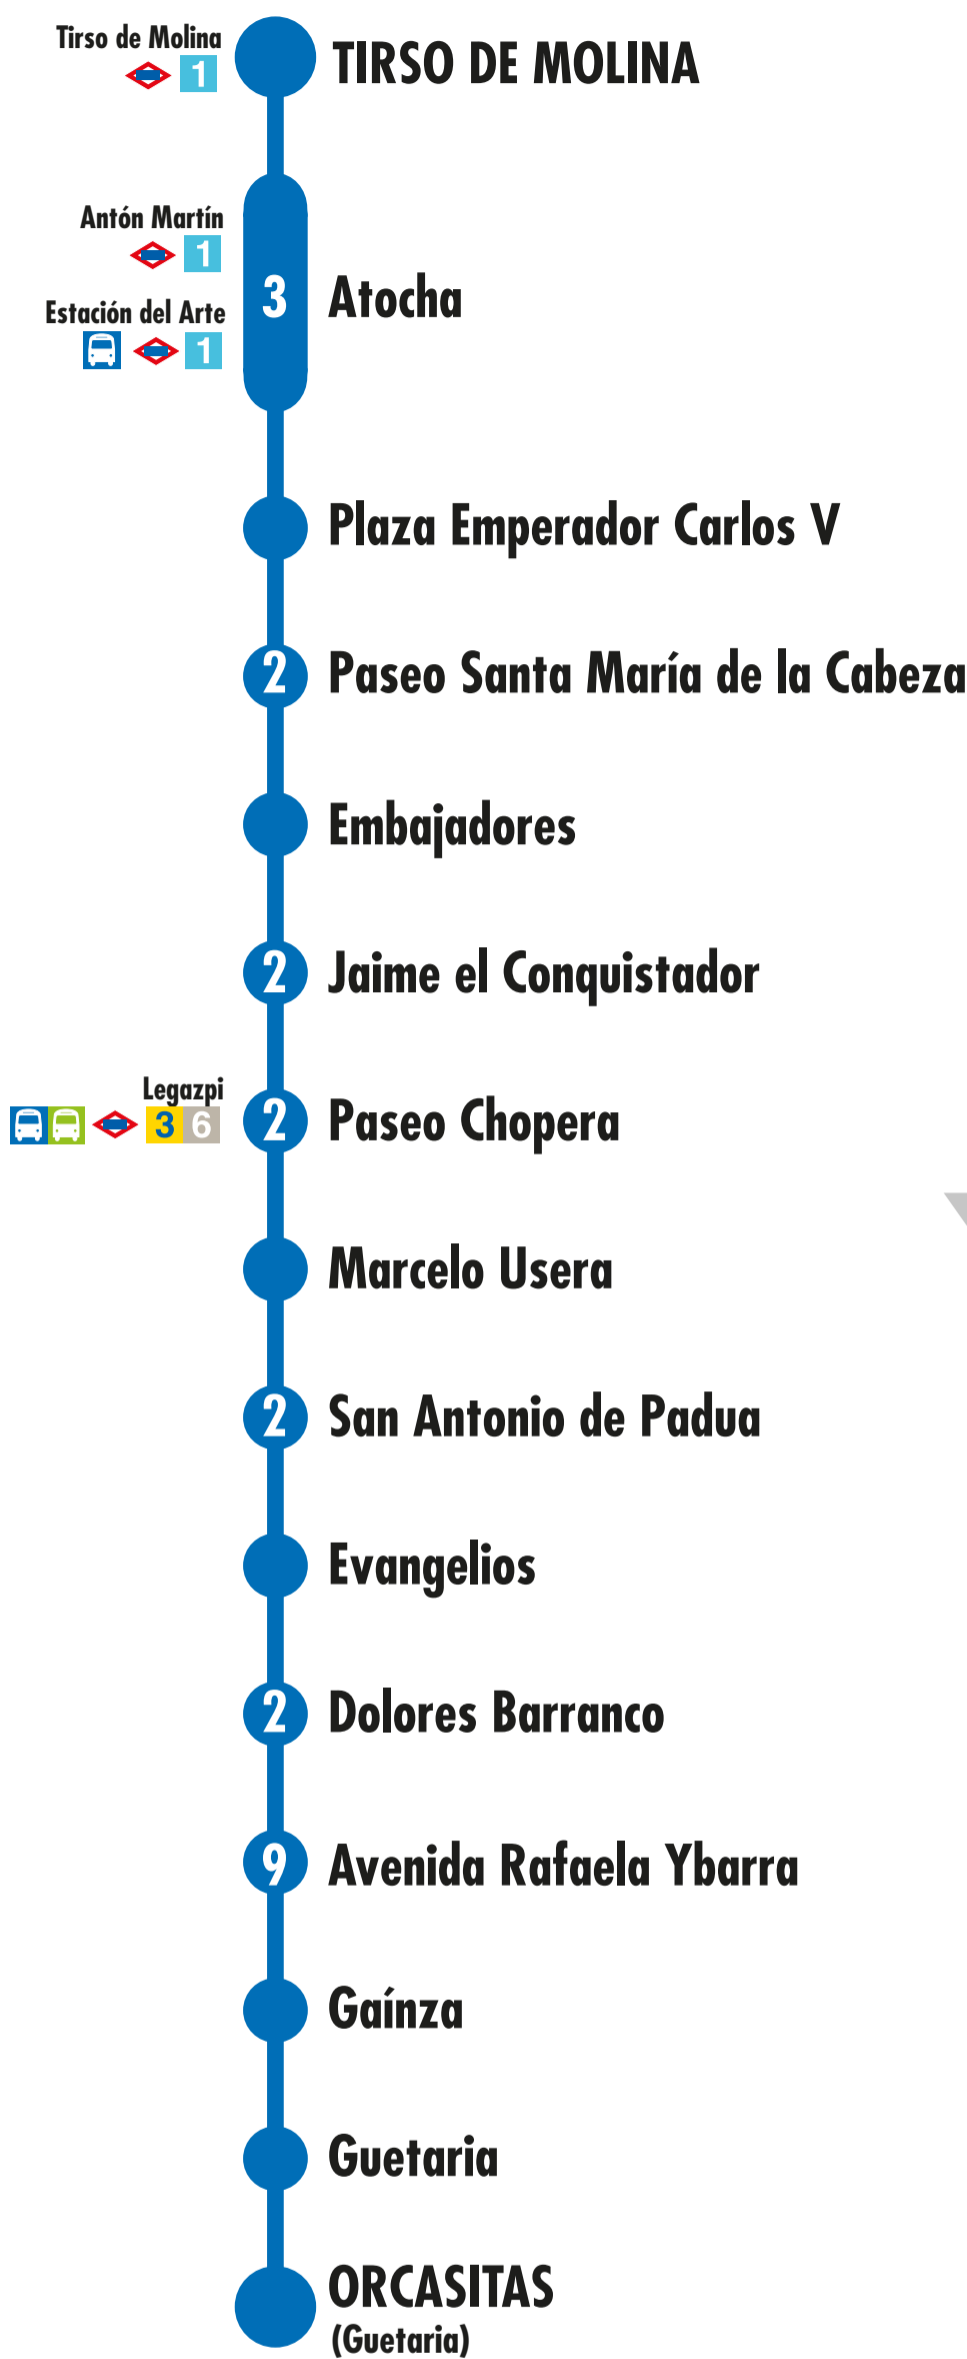 Tirso de Molina
1
TIRSO DE MOLINA
Antón Martín
1
Estación del Arte
1
3
Atocha
Plaza Emperador Carlos V
2
Paseo Santa María de la Cabeza
Embajadores
2
Jaime el Conquistador
Legazpi
3 6
2
Paseo Chopera
Marcelo Usera
2
San Antonio de Padua
Evangelios
2
Dolores Barranco
9
Avenida Rafaela Ybarra
Gaínza
Guetaria
ORCASITAS
(Guetaria)